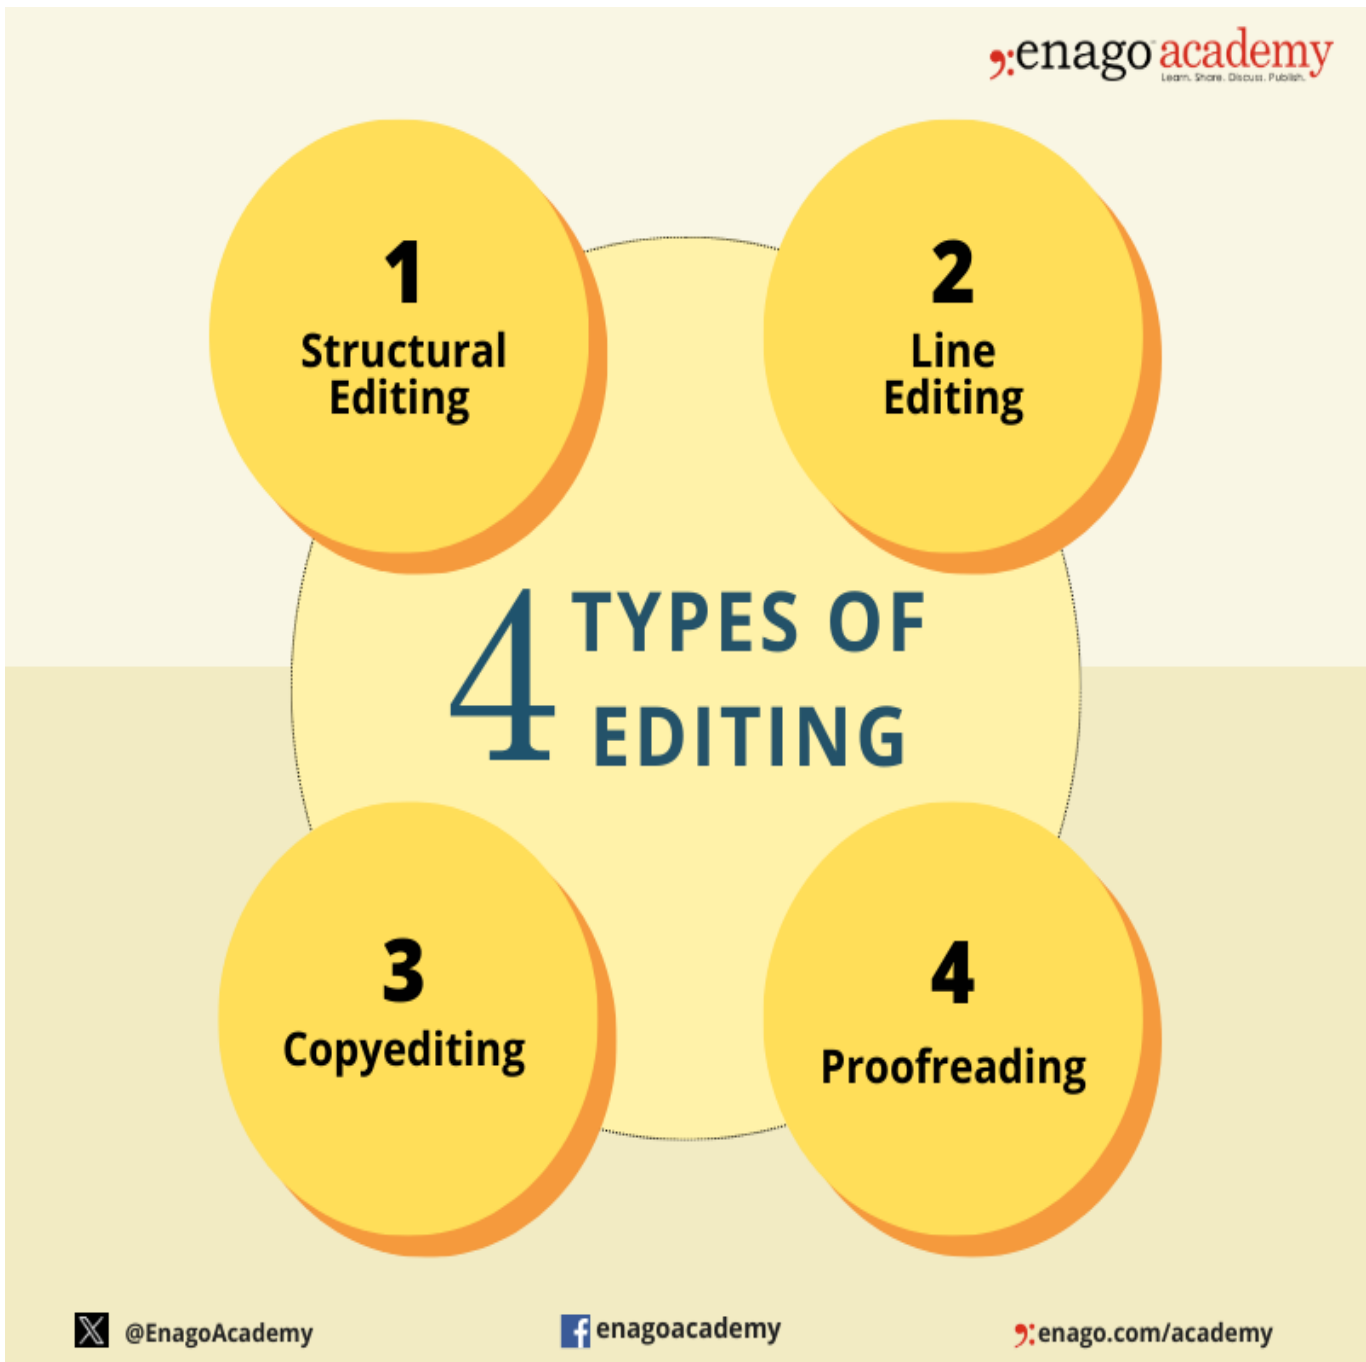 enago academy
Learn. Share. Discuss. Publish.
1
Structural
Editing
2
Line
Editing
4 TYPES OF
EDITING
3
Copyediting
4
Proofreading
@EnagoAcademy
enagoacademy
enago.com/academy